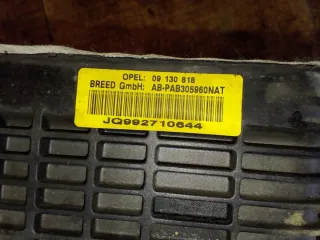 OPEL: 09 130 818
BREED GmbH: AB-PAB305960NAT
JQ992710644